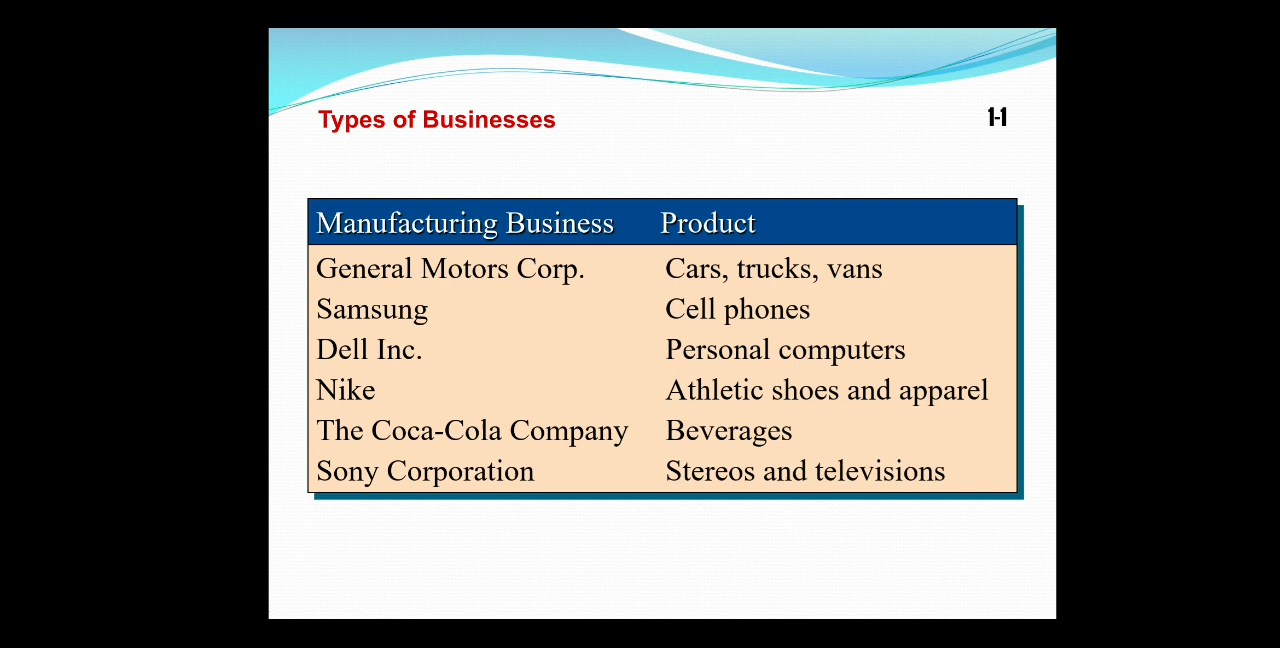 Types of Businesses 1-1
Manufacturing Business Product
General Motors Corp. Cars, trucks, vans
Samsung Cell phones
Dell Inc. Personal computers
Nike Athletic shoes and apparel
The Coca-Cola Company Beverages
Sony Corporation Stereos and televisions